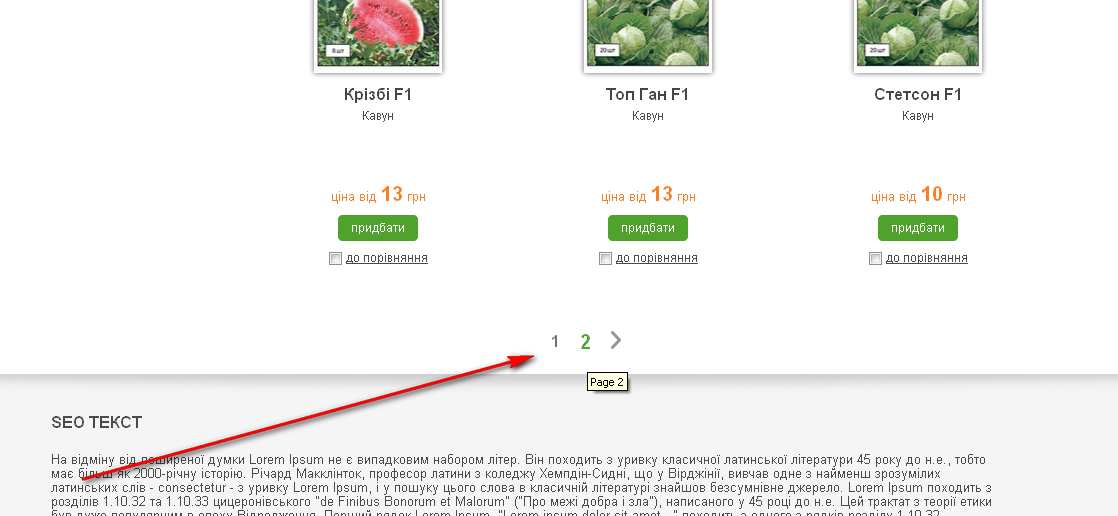 8 шт
20 шт
20 шт
Крізбі F1
Топ Ган F1
Стетсон F1
Кавун
Кавун
Кавун
ціна від 13 грн
ціна від 13 грн
ціна від 10 грн
придбати
придбати
придбати
до порівняння
до порівняння
до порівняння
1 2
Page 2
SEO ТЕКСТ
На відміну від поширеної думки Lorem Ipsum не є випадковим набором літер. Він походить з уривку класичної латинської літератури 45 року до н.е., тобто
має більш як 2000-річну історію. Річард Макклінток, професор латини з коледжу Хемпдін-Сидні, що у Вірджінії, вивчав одне з найменш зрозумілих
латинських слів - consectetur - з уривку Lorem Ipsum, і у пошуку цього слова в класичній літературі знайшов безсумнівне джерело. Lorem Ipsum походить з
розділів 1.10.32 та 1.10.33 цицеронівського "de Finibus Bonorum et Malorum" ("Про межі добра і зла"), написаного у 45 році до н.е. Цей трактат з теорії етики
був дуже популярним в епоху Відродження. Перший рядок Lorem Ipsum, "Lorem ipsum dolor sit amet..." походить з одного з рядків розділу 1.10.32.